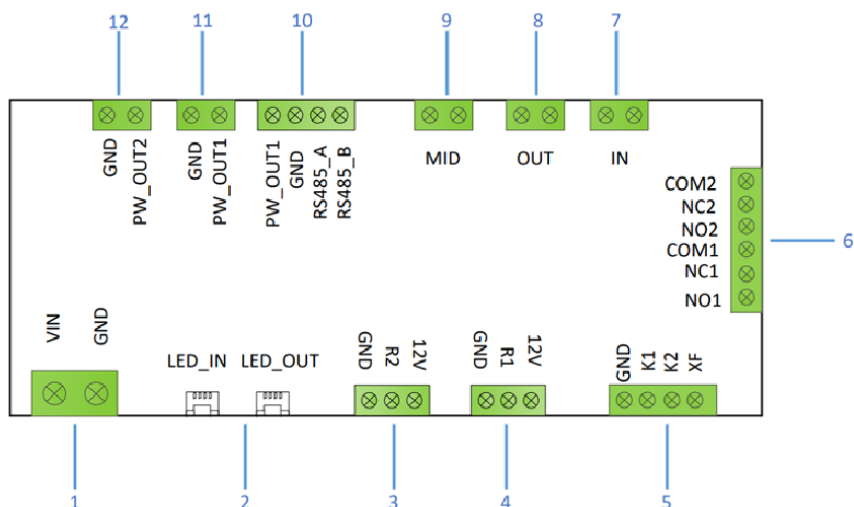 12
11
10
9
8
7
GND
PW_OUT2
GND
PW_OUT1
PW_OUT1
GND
RS485_A
RS485_B
MID
OUT
IN
COM2
NC2
NO2
COM1
NC1
NO1
6
VIN
GND
LED_IN
LED_OUT
GND
R2
12V
GND
R1
12V
GND
K1
K2
XF
1
2
3
4
5